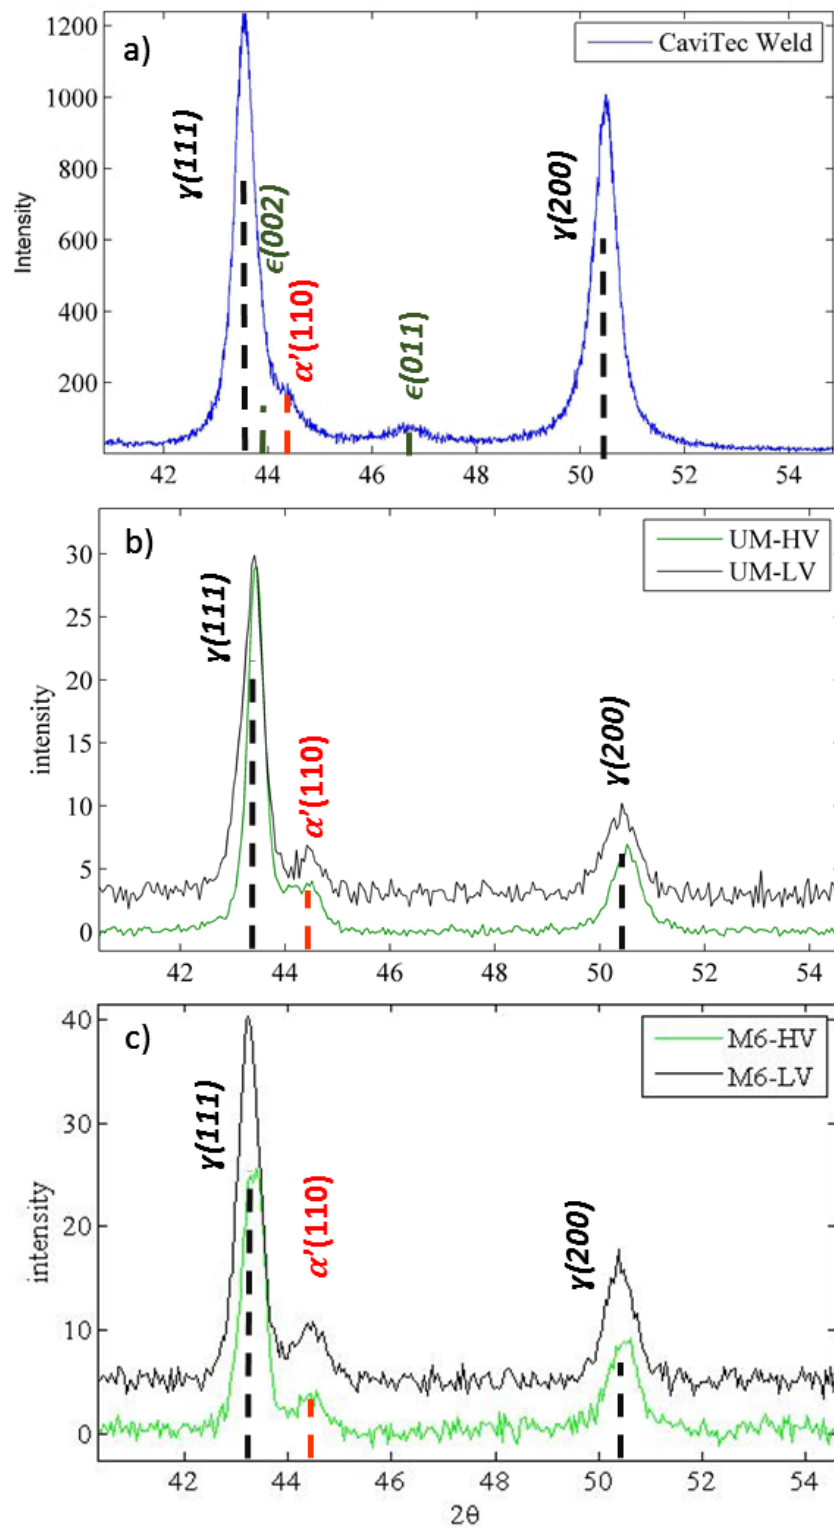 a)
CaviTec Weld
1200
1000
800
600
400
200
Intensity
γ(111)
ϵ(002)
α'(110)
ϵ(011)
γ(200)
42 44 46 48 50 52 54
b)
UM-HV
UM-LV
30
25
20
15
10
5
0
intensity
γ(111)
α'(110)
γ(200)
42 44 46 48 50 52 54
c)
M6-HV
M6-LV
40
30
20
10
0
intensity
γ(111)
α'(110)
γ(200)
42 44 46 48 50 52 54
2θ